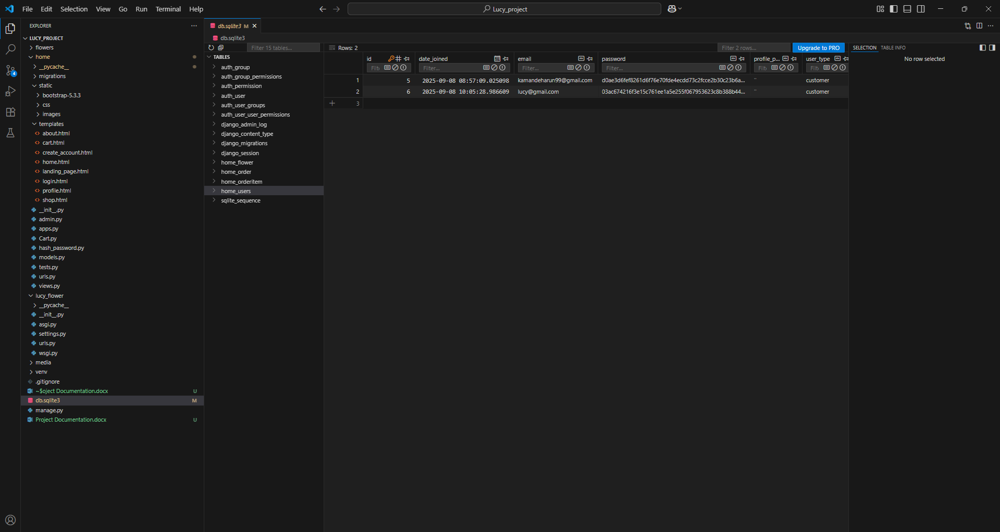 File Edit Selection View Go Run Terminal Help
Lucy_project
EXPLORER
LUCY_PROJECT
flowers
home
__pycache__
migrations
static
bootstrap-5.3.3
css
images
templates
about.html
cart.html
create_account.html
home.html
landing_page.html
login.html
profile.html
shop.html
__init__.py
admin.py
apps.py
Cart.py
hash_password.py
models.py
tests.py
urls.py
views.py
lucy_flower
__pycache__
__init__.py
asgi.py
settings.py
urls.py
wsgi.py
media
venv
.gitignore
~$oject Documentation.docx U
db.sqlite3 M
manage.py
Project Documentation.docx U
4
db.sqlite3 M
db.sqlite3
Filter 15 tables...
TABLES
auth_group
auth_group_permissions
auth_permission
auth_user
auth_user_groups
auth_user_user_permissions
django_admin_log
django_content_type
django_migrations
django_session
home_flower
home_order
home_orderitem
home_users
sqlite_sequence
Rows: 2
Filter 2 rows...
Upgrade to PRO
id date_joined email password profile_p... user_type
Filt Filter... Filter... Filter... Filt Filt
1 5 2025-09-08 08:57:09.025098 kamandeharun99@gmail.com d0ae3d6fef8261d6f76e70fde4ecdd73c2fcce2b30c23b6a... '' customer
2 6 2025-09-08 10:05:28.986609 lucy@gmail.com 03ac674216f3e15c761ee1a5e255f067953623c8b388b44... '' customer
3
SELECTION TABLE INFO
No row selected